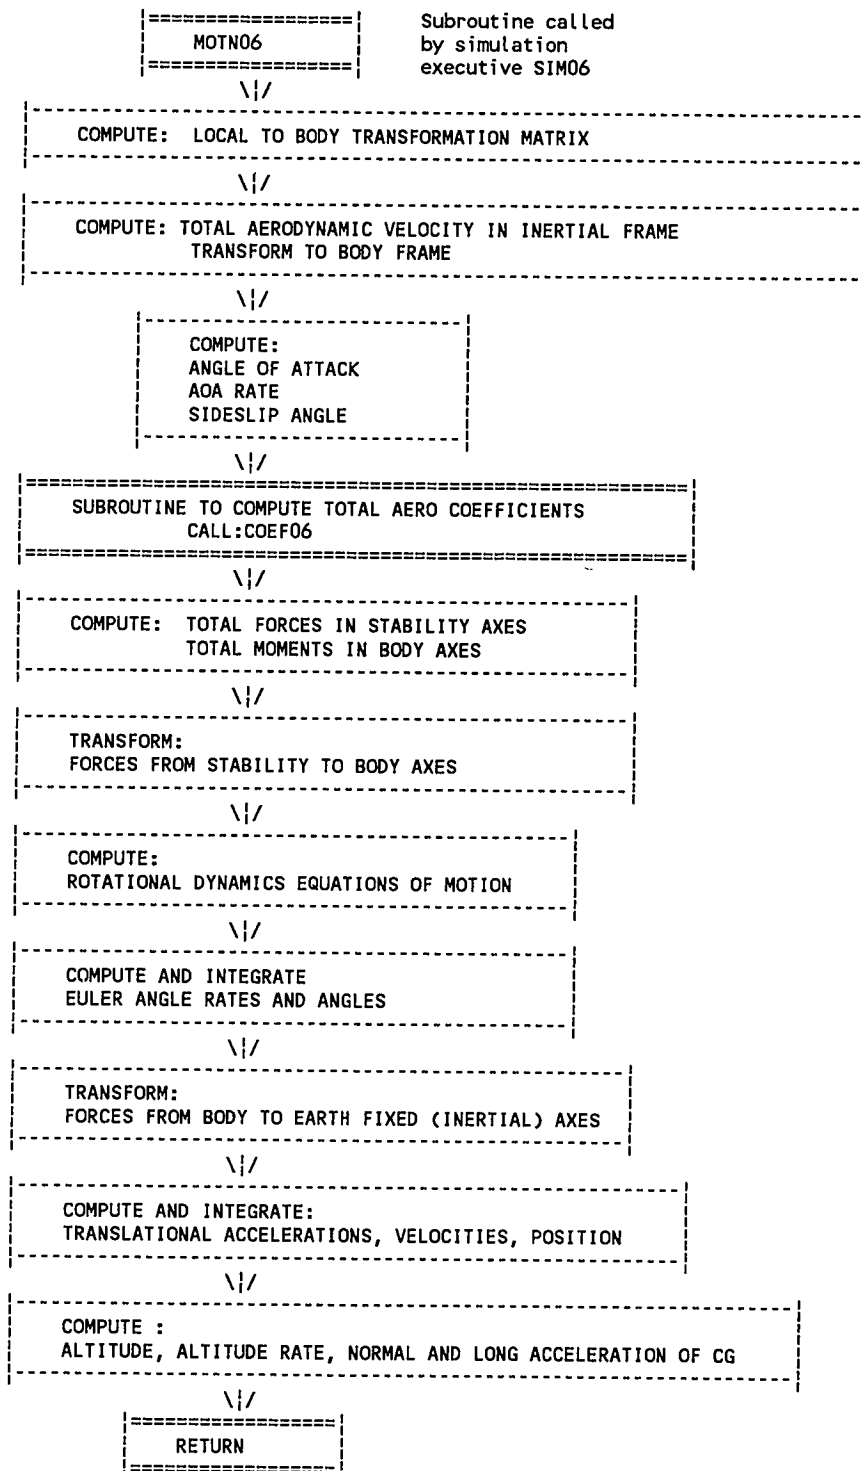 MOTN06
Subroutine called
by simulation
executive SIM06
COMPUTE: LOCAL TO BODY TRANSFORMATION MATRIX
COMPUTE: TOTAL AERODYNAMIC VELOCITY IN INERTIAL FRAME
TRANSFORM TO BODY FRAME
COMPUTE:
ANGLE OF ATTACK
AOA RATE
SIDESLIP ANGLE
SUBROUTINE TO COMPUTE TOTAL AERO COEFFICIENTS
CALL:COEF06
COMPUTE: TOTAL FORCES IN STABILITY AXES
TOTAL MOMENTS IN BODY AXES
TRANSFORM:
FORCES FROM STABILITY TO BODY AXES
COMPUTE:
ROTATIONAL DYNAMICS EQUATIONS OF MOTION
COMPUTE AND INTEGRATE
EULER ANGLE RATES AND ANGLES
TRANSFORM:
FORCES FROM BODY TO EARTH FIXED (INERTIAL) AXES
COMPUTE AND INTEGRATE:
TRANSLATIONAL ACCELERATIONS, VELOCITIES, POSITION
COMPUTE :
ALTITUDE, ALTITUDE RATE, NORMAL AND LONG ACCELERATION OF CG
RETURN